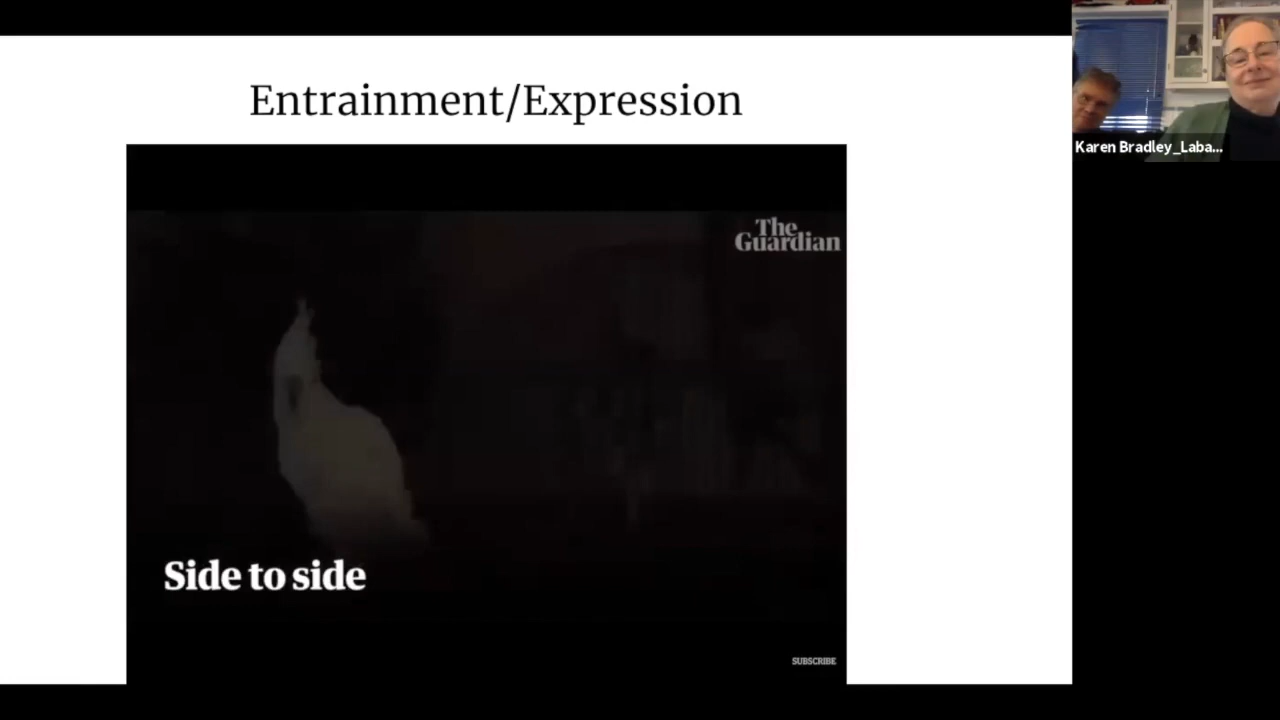 Entrainment/Expression
The
Guardian
Karen Bradley_Laba...
Side to side
SUBSCRIBE